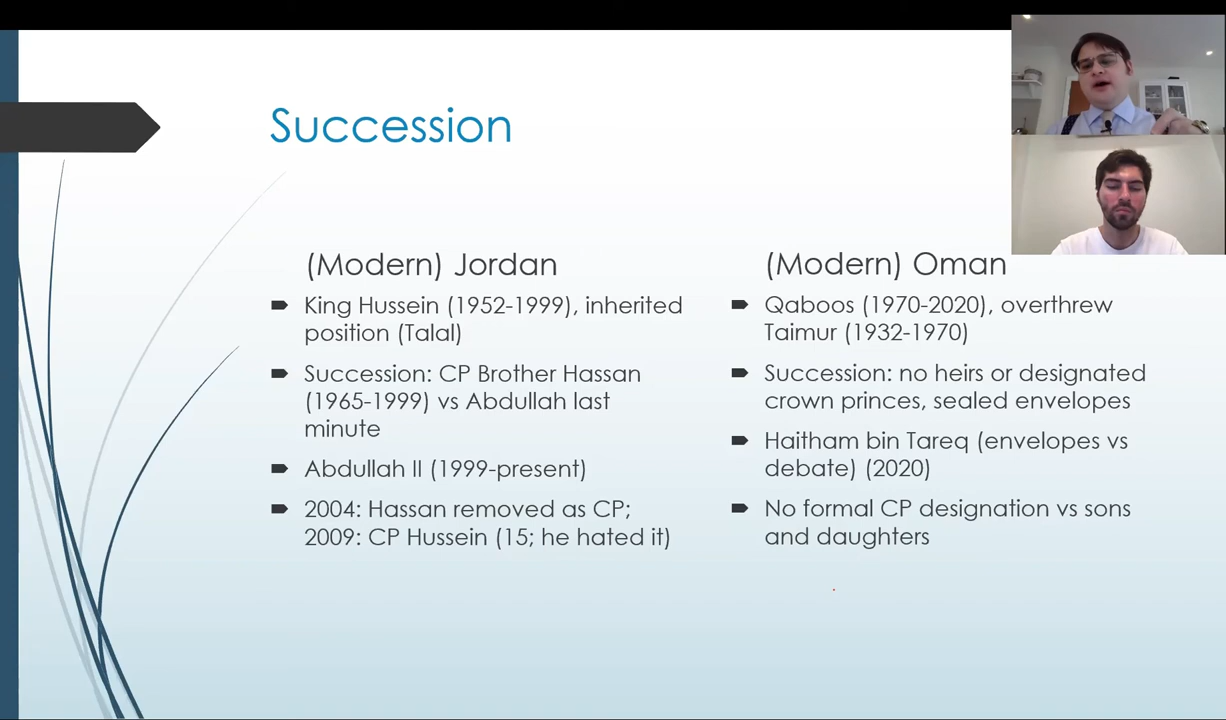 Succession
(Modern) Jordan
King Hussein (1952-1999), inherited
position (Talal)
Succession: CP Brother Hassan
(1965-1999) vs Abdullah last
minute
Abdullah II (1999-present)
2004: Hassan removed as CP;
2009: CP Hussein (15; he hated it)
(Modern) Oman
Qaboos (1970-2020), overthrew
Taimur (1932-1970)
Succession: no heirs or designated
crown princes, sealed envelopes
Haitham bin Tareq (envelopes vs
debate) (2020)
No formal CP designation vs sons
and daughters